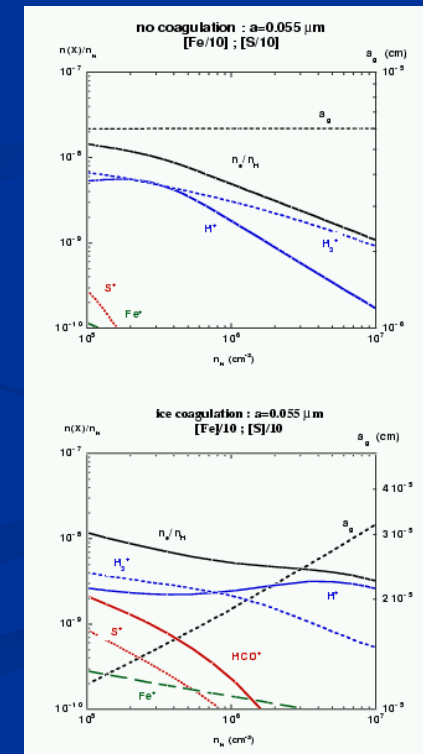 no coagulation : a=0.055 μm
[Fe/10] ; [S/10]
n(X)/n_H
a_g (cm)
10^-7
10^-5
a_g
10^-8
n_e/n_H
H^+
H_3^+
10^-9
S^+
Fe^+
10^-10
10^-6
10^5
10^6
10^7
n_H (cm^-3)
ice coagulation : a=0.055 μm
[Fe]/10 ; [S]/10
n(X)/n_H
a_g (cm)
10^-7
4 10^-5
a_g
3 10^-5
n_e/n_H
10^-8
H_3^+
H^+
2 10^-5
10^-9
S^+
HCO^+
Fe^+
10^-10
10^-5
10^5
10^6
10^7
n_H (cm^-3)